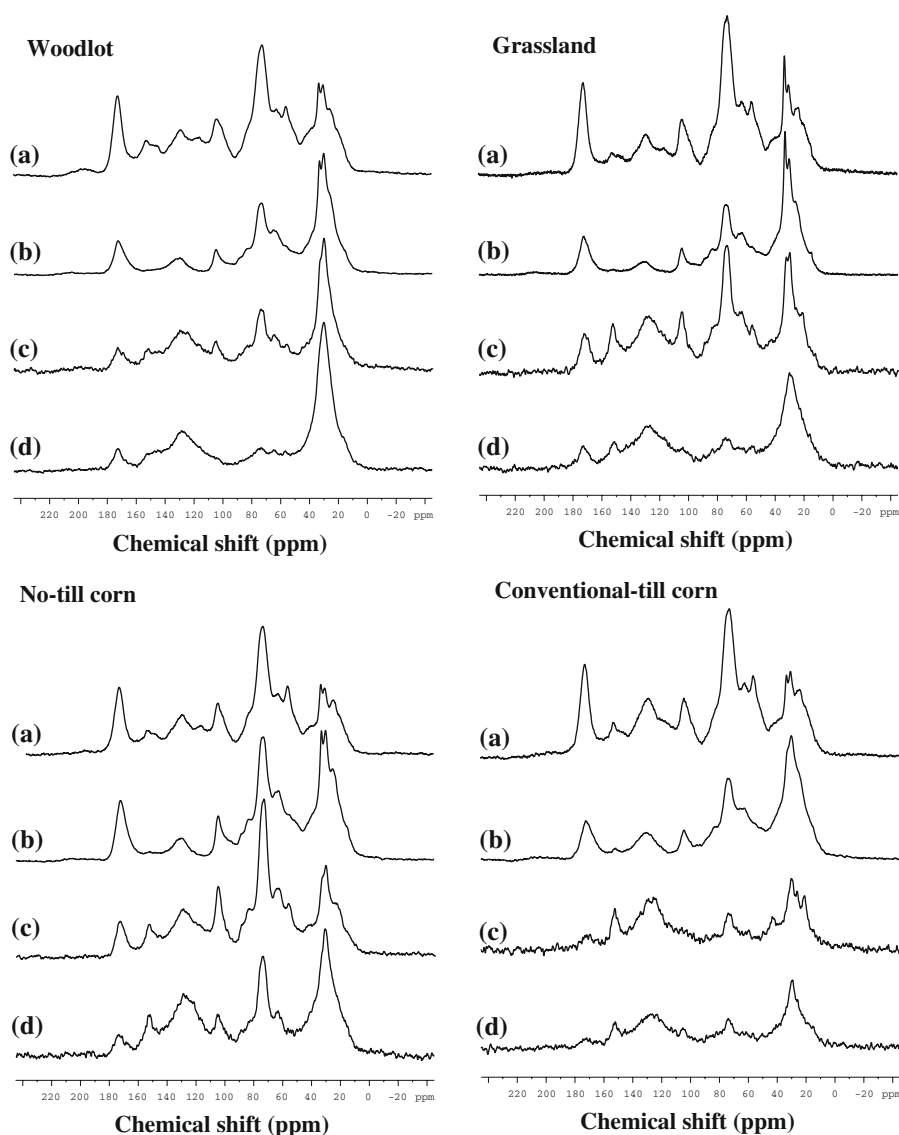 Woodlot
(a)
(b)
(c)
(d)
220 200 180 160 140 120 100 80 60 40 20 0 -20 ppm
Chemical shift (ppm)
Grassland
(a)
(b)
(c)
(d)
220 200 180 160 140 120 100 80 60 40 20 0 -20 ppm
Chemical shift (ppm)
No-till corn
(a)
(b)
(c)
(d)
220 200 180 160 140 120 100 80 60 40 20 0 -20 ppm
Chemical shift (ppm)
Conventional-till corn
(a)
(b)
(c)
(d)
220 200 180 160 140 120 100 80 60 40 20 0 -20 ppm
Chemical shift (ppm)